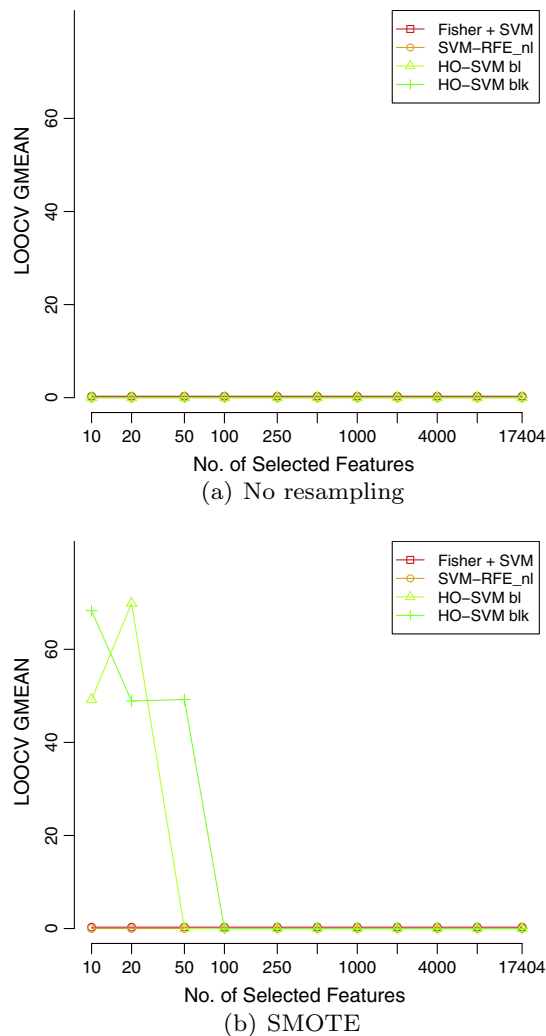 Fisher + SVM
SVM−RFE_nl
HO−SVM bl
HO−SVM blk
LOOCV GMEAN
60
40
20
0
10 20 50 100 250 1000 4000 17404
No. of Selected Features
(a) No resampling
Fisher + SVM
SVM−RFE_nl
HO−SVM bl
HO−SVM blk
LOOCV GMEAN
60
40
20
0
10 20 50 100 250 1000 4000 17404
No. of Selected Features
(b) SMOTE